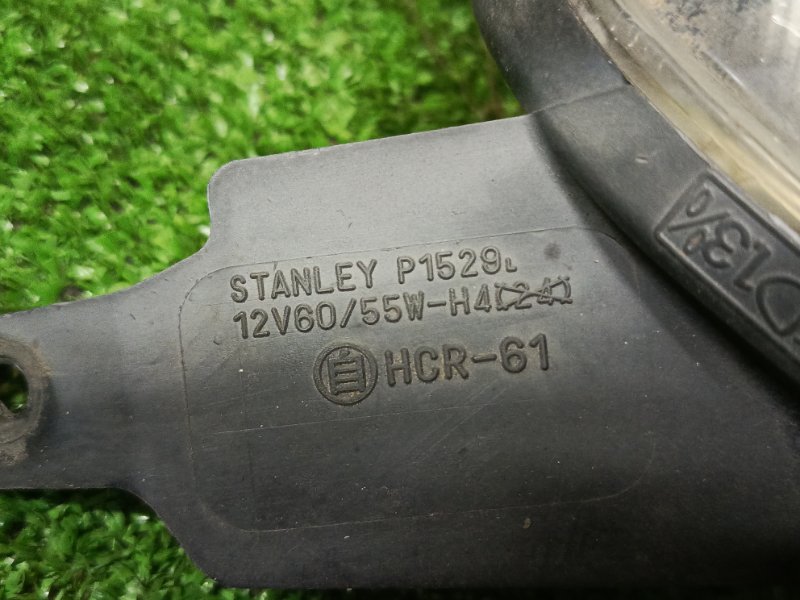 STANLEY P1529L
12V60/55W-H4
自 HCR-61